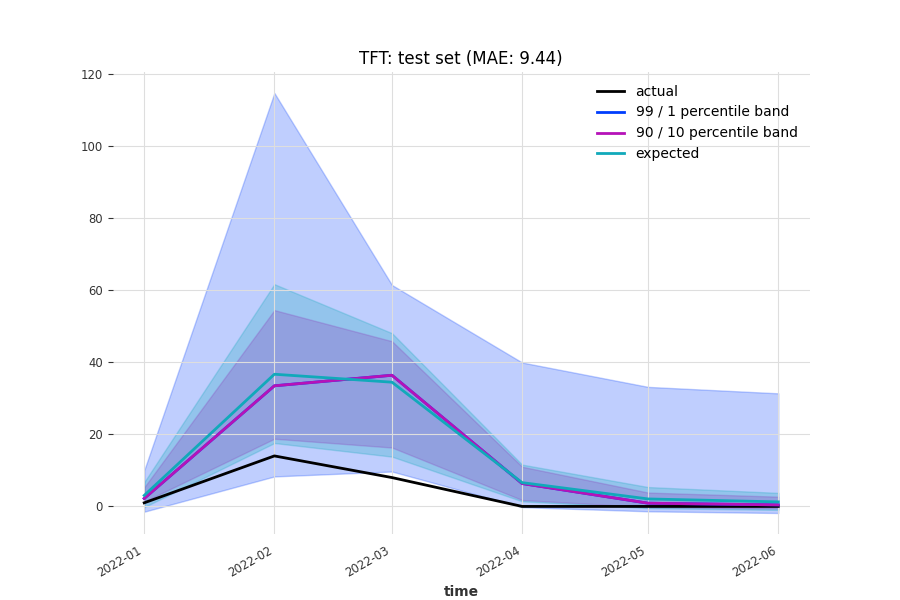 TFT: test set (MAE: 9.44)
120
100
80
60
40
20
0
actual
99 / 1 percentile band
90 / 10 percentile band
expected
2022-01
2022-02
2022-03
2022-04
2022-05
2022-06
time